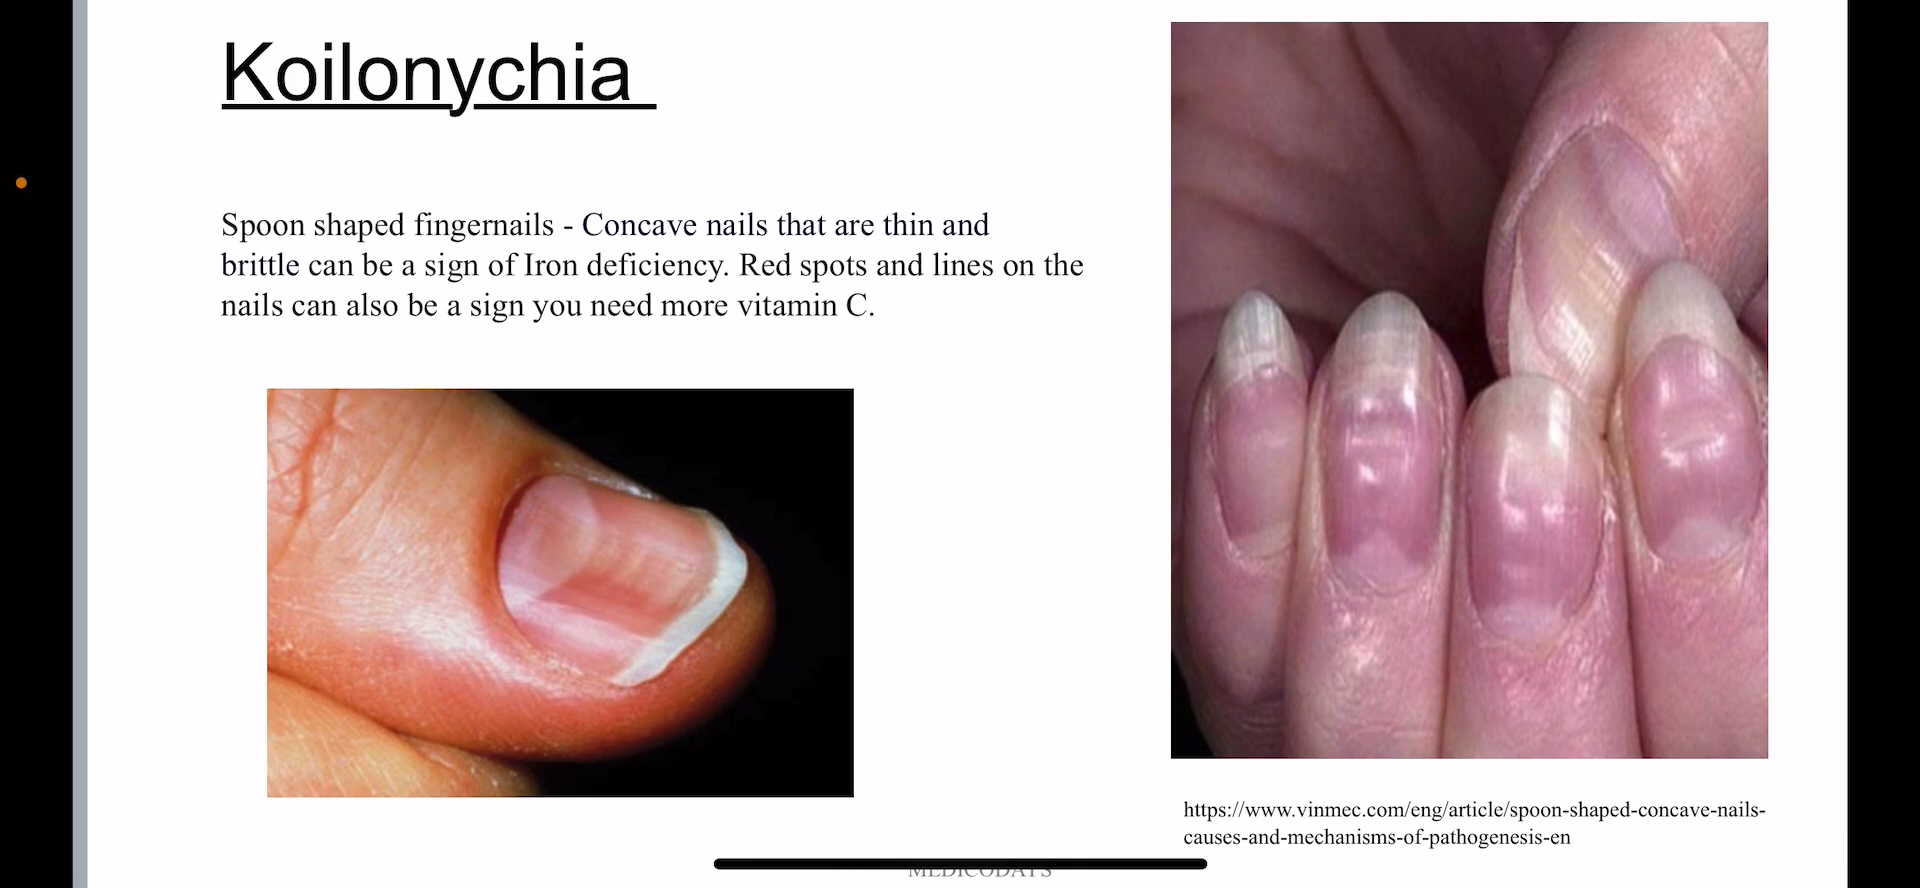 Koilonychia
Spoon shaped fingernails - Concave nails that are thin and
brittle can be a sign of Iron deficiency. Red spots and lines on the
nails can also be a sign you need more vitamin C.
https://www.vinmec.com/eng/article/spoon-shaped-concave-nails-
causes-and-mechanisms-of-pathogenesis-en
MEDICODAYS